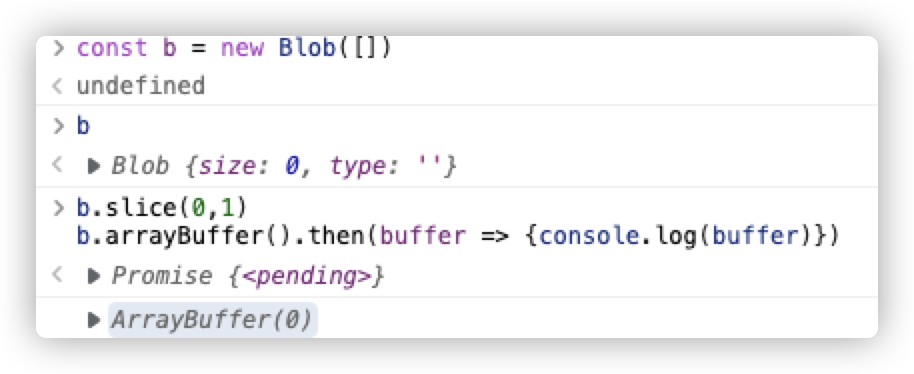 > const b = new Blob([])
< undefined
> b
< ▶ Blob {size: 0, type: ''}
> b.slice(0,1)
b.arrayBuffer().then(buffer => {console.log(buffer)})
< ▶ Promise {<pending>}
▶ ArrayBuffer(0)